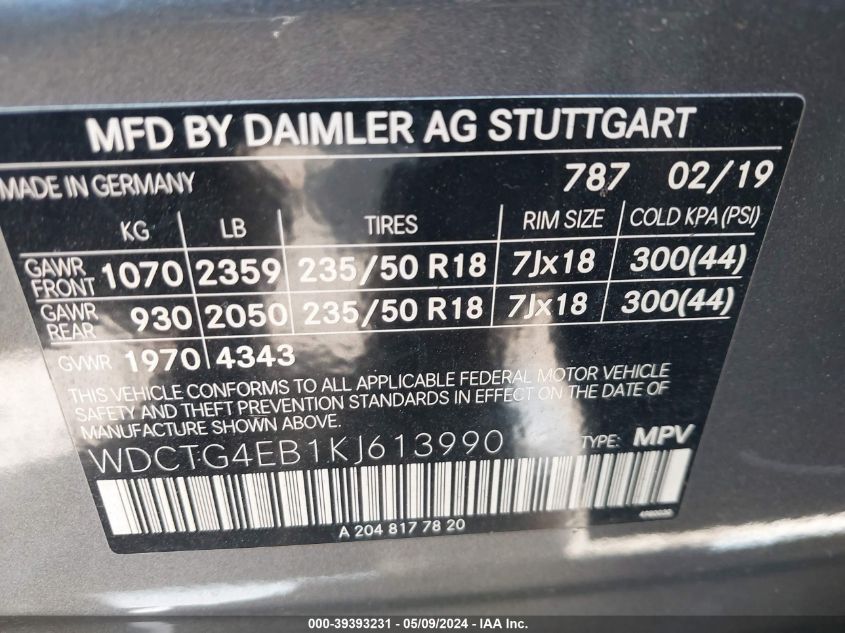 MFD BY DAIMLER AG STUTTGART
MADE IN GERMANY 787 02/19
KG LB TIRES RIM SIZE COLD KPA (PSI)
GAWR FRONT 1070 2359 235/50 R18 7Jx18 300(44)
GAWR REAR 930 2050 235/50 R18 7Jx18 300(44)
GVWR 1970 4343
THIS VEHICLE CONFORMS TO ALL APPLICABLE FEDERAL MOTOR VEHICLE
SAFETY AND THEFT PREVENTION STANDARDS IN EFFECT ON THE DATE OF
MANUFACTURE SHOWN ABOVE.
WDCTG4EB1KJ613990 TYPE: MPV
A 204 817 78 20
000-39393231 - 05/09/2024 - IAA Inc.